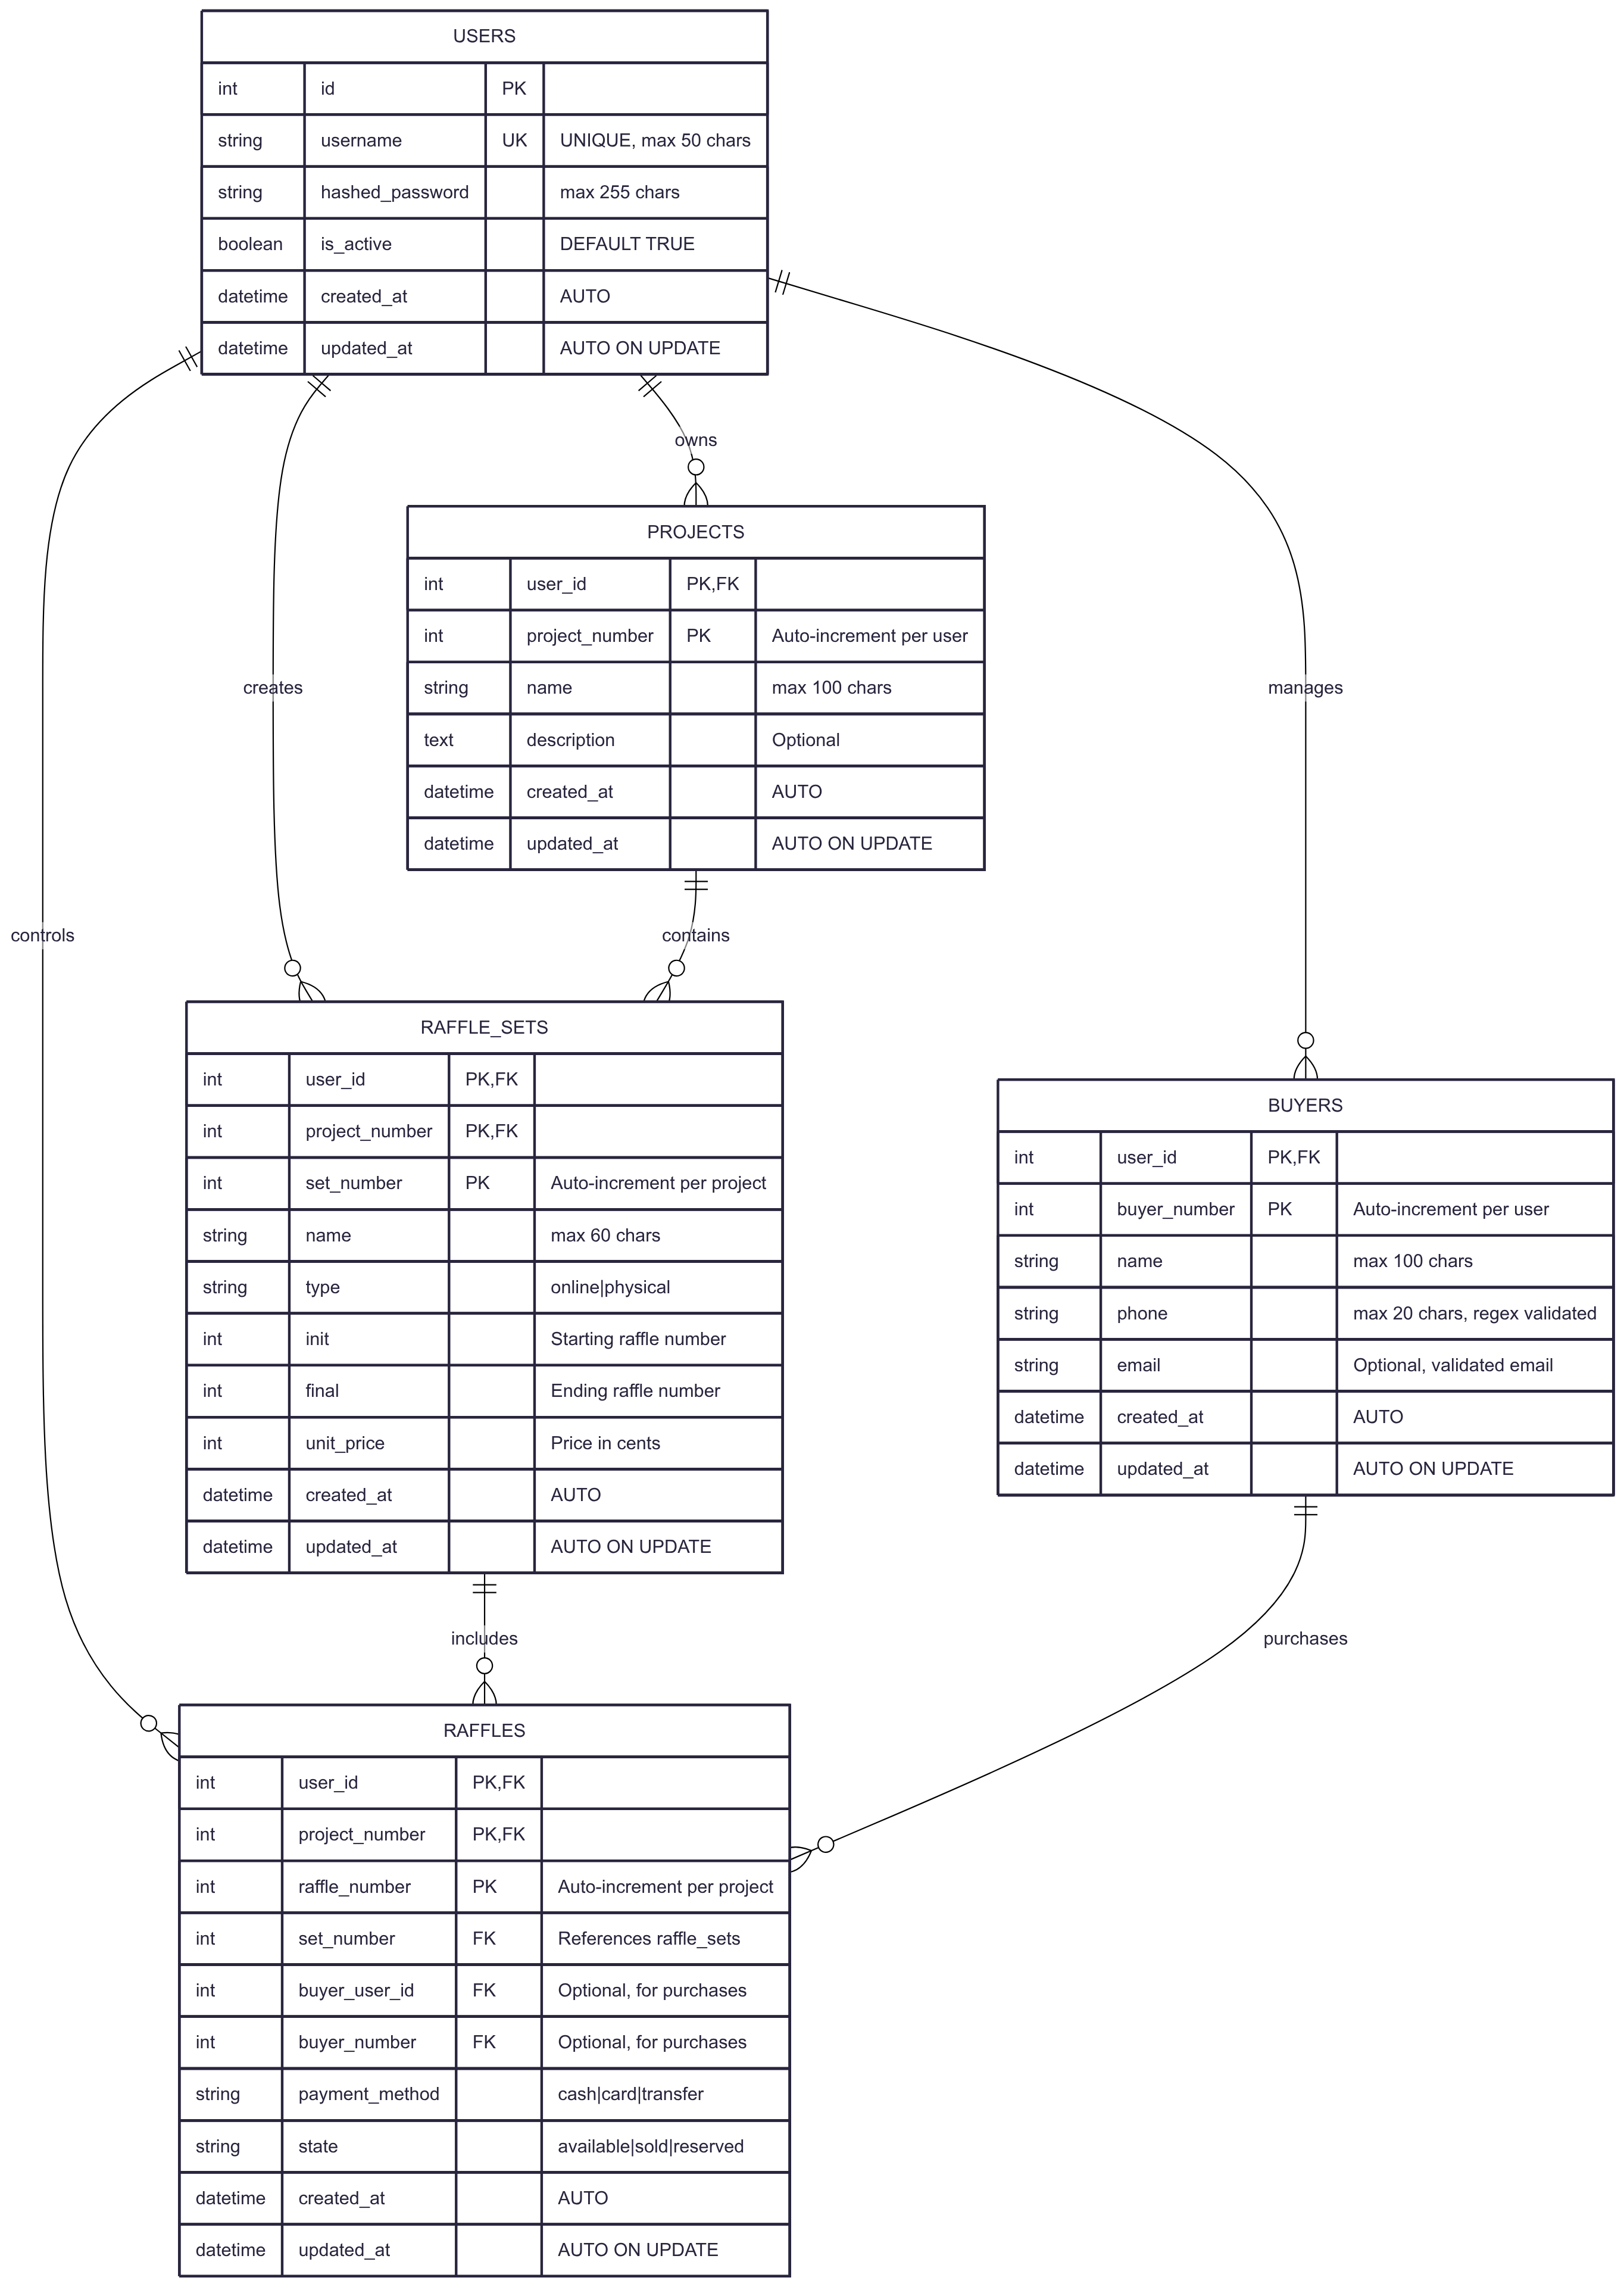 USERS
int id PK
string username UK UNIQUE, max 50 chars
string hashed_password max 255 chars
boolean is_active DEFAULT TRUE
datetime created_at AUTO
datetime updated_at AUTO ON UPDATE
owns
PROJECTS
int user_id PK,FK
int project_number PK Auto-increment per user
string name max 100 chars
text description Optional
datetime created_at AUTO
datetime updated_at AUTO ON UPDATE
creates
manages
controls
contains
RAFFLE_SETS
int user_id PK,FK
int project_number PK,FK
int set_number PK Auto-increment per project
string name max 60 chars
string type online|physical
int init Starting raffle number
int final Ending raffle number
int unit_price Price in cents
datetime created_at AUTO
datetime updated_at AUTO ON UPDATE
BUYERS
int user_id PK,FK
int buyer_number PK Auto-increment per user
string name max 100 chars
string phone max 20 chars, regex validated
string email Optional, validated email
datetime created_at AUTO
datetime updated_at AUTO ON UPDATE
includes
purchases
RAFFLES
int user_id PK,FK
int project_number PK,FK
int raffle_number PK Auto-increment per project
int set_number FK References raffle_sets
int buyer_user_id FK Optional, for purchases
int buyer_number FK Optional, for purchases
string payment_method cash|card|transfer
string state available|sold|reserved
datetime created_at AUTO
datetime updated_at AUTO ON UPDATE